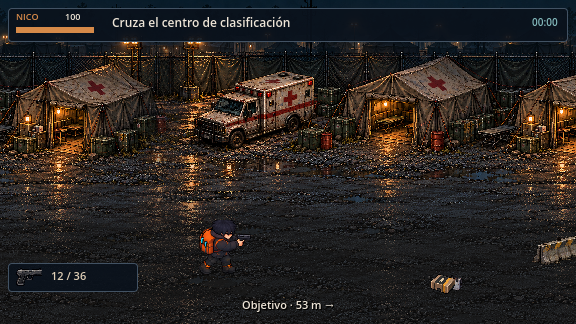 NICO 100
Cruza el centro de clasificación
00:00
12 / 36
Objetivo · 53 m →